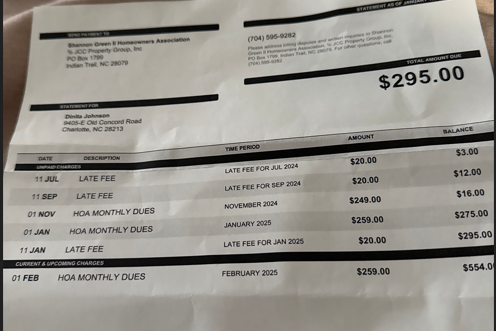 STATEMENT AS OF JANUARY
SEND PAYMENT TO
Shannon Green II Homeowners Association
% JCC Property Group, Inc.
PO Box 1799
Indian Trail, NC 28079
(704) 595-9282
Please address billing disputes and written inquiries to Shannon
Green II Homeowners Association, % JCC Property Group, Inc.
PO Box 1799, Indian Trail, NC 28079. For other questions, call
(704) 595-9282
TOTAL AMOUNT DUE
$295.00
STATEMENT FOR
Johnson
9405-E Old Concord Road
Charlotte, NC 28213
DATE DESCRIPTION TIME PERIOD AMOUNT BALANCE
UNPAID CHARGES
11 JUL LATE FEE LATE FEE FOR JUL 2024 $20.00 $3.00
11 SEP LATE FEE LATE FEE FOR SEP 2024 $20.00 $12.00
01 NOV HOA MONTHLY DUES NOVEMBER 2024 $249.00 $16.00
01 JAN HOA MONTHLY DUES JANUARY 2025 $259.00 $275.00
11 JAN LATE FEE LATE FEE FOR JAN 2025 $20.00 $295.00
CURRENT & UPCOMING CHARGES
01 FEB HOA MONTHLY DUES FEBRUARY 2025 $259.00 $554.0